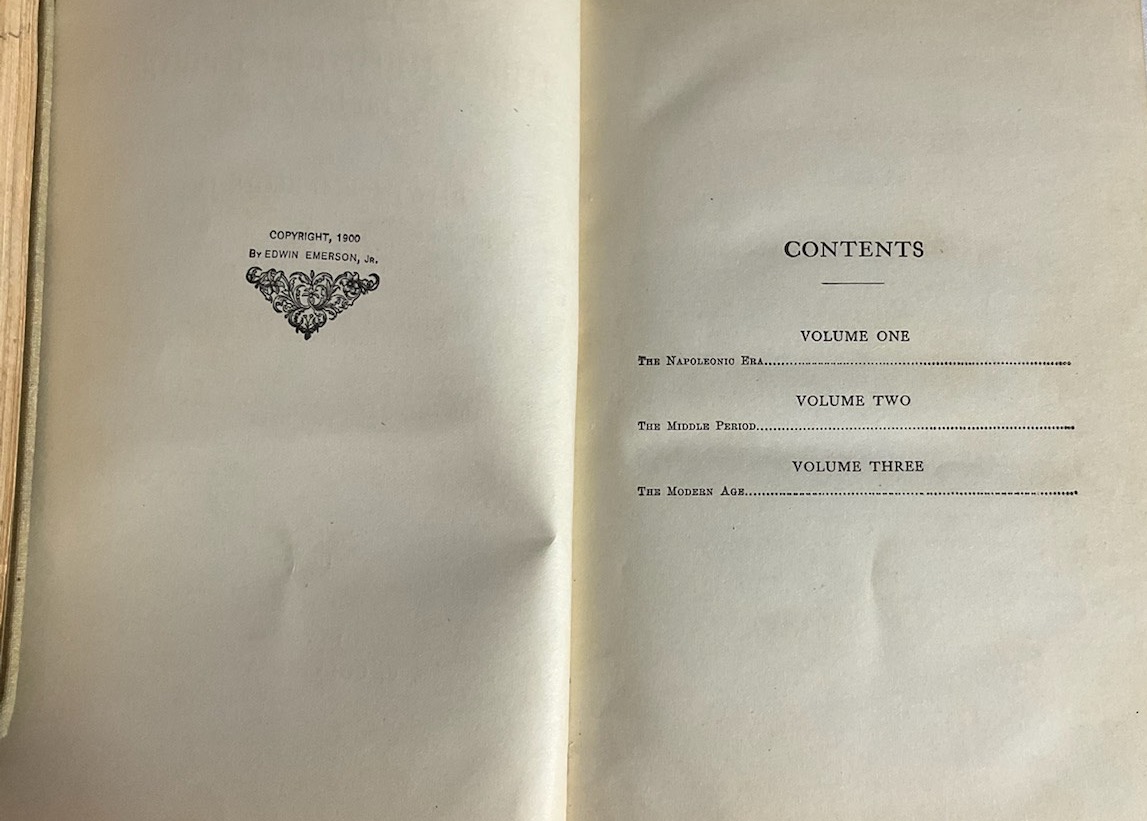 COPYRIGHT, 1900
By EDWIN EMERSON, Jr.
CONTENTS
VOLUME ONE
The Napoleonic Era
VOLUME TWO
The Middle Period
VOLUME THREE
The Modern Age